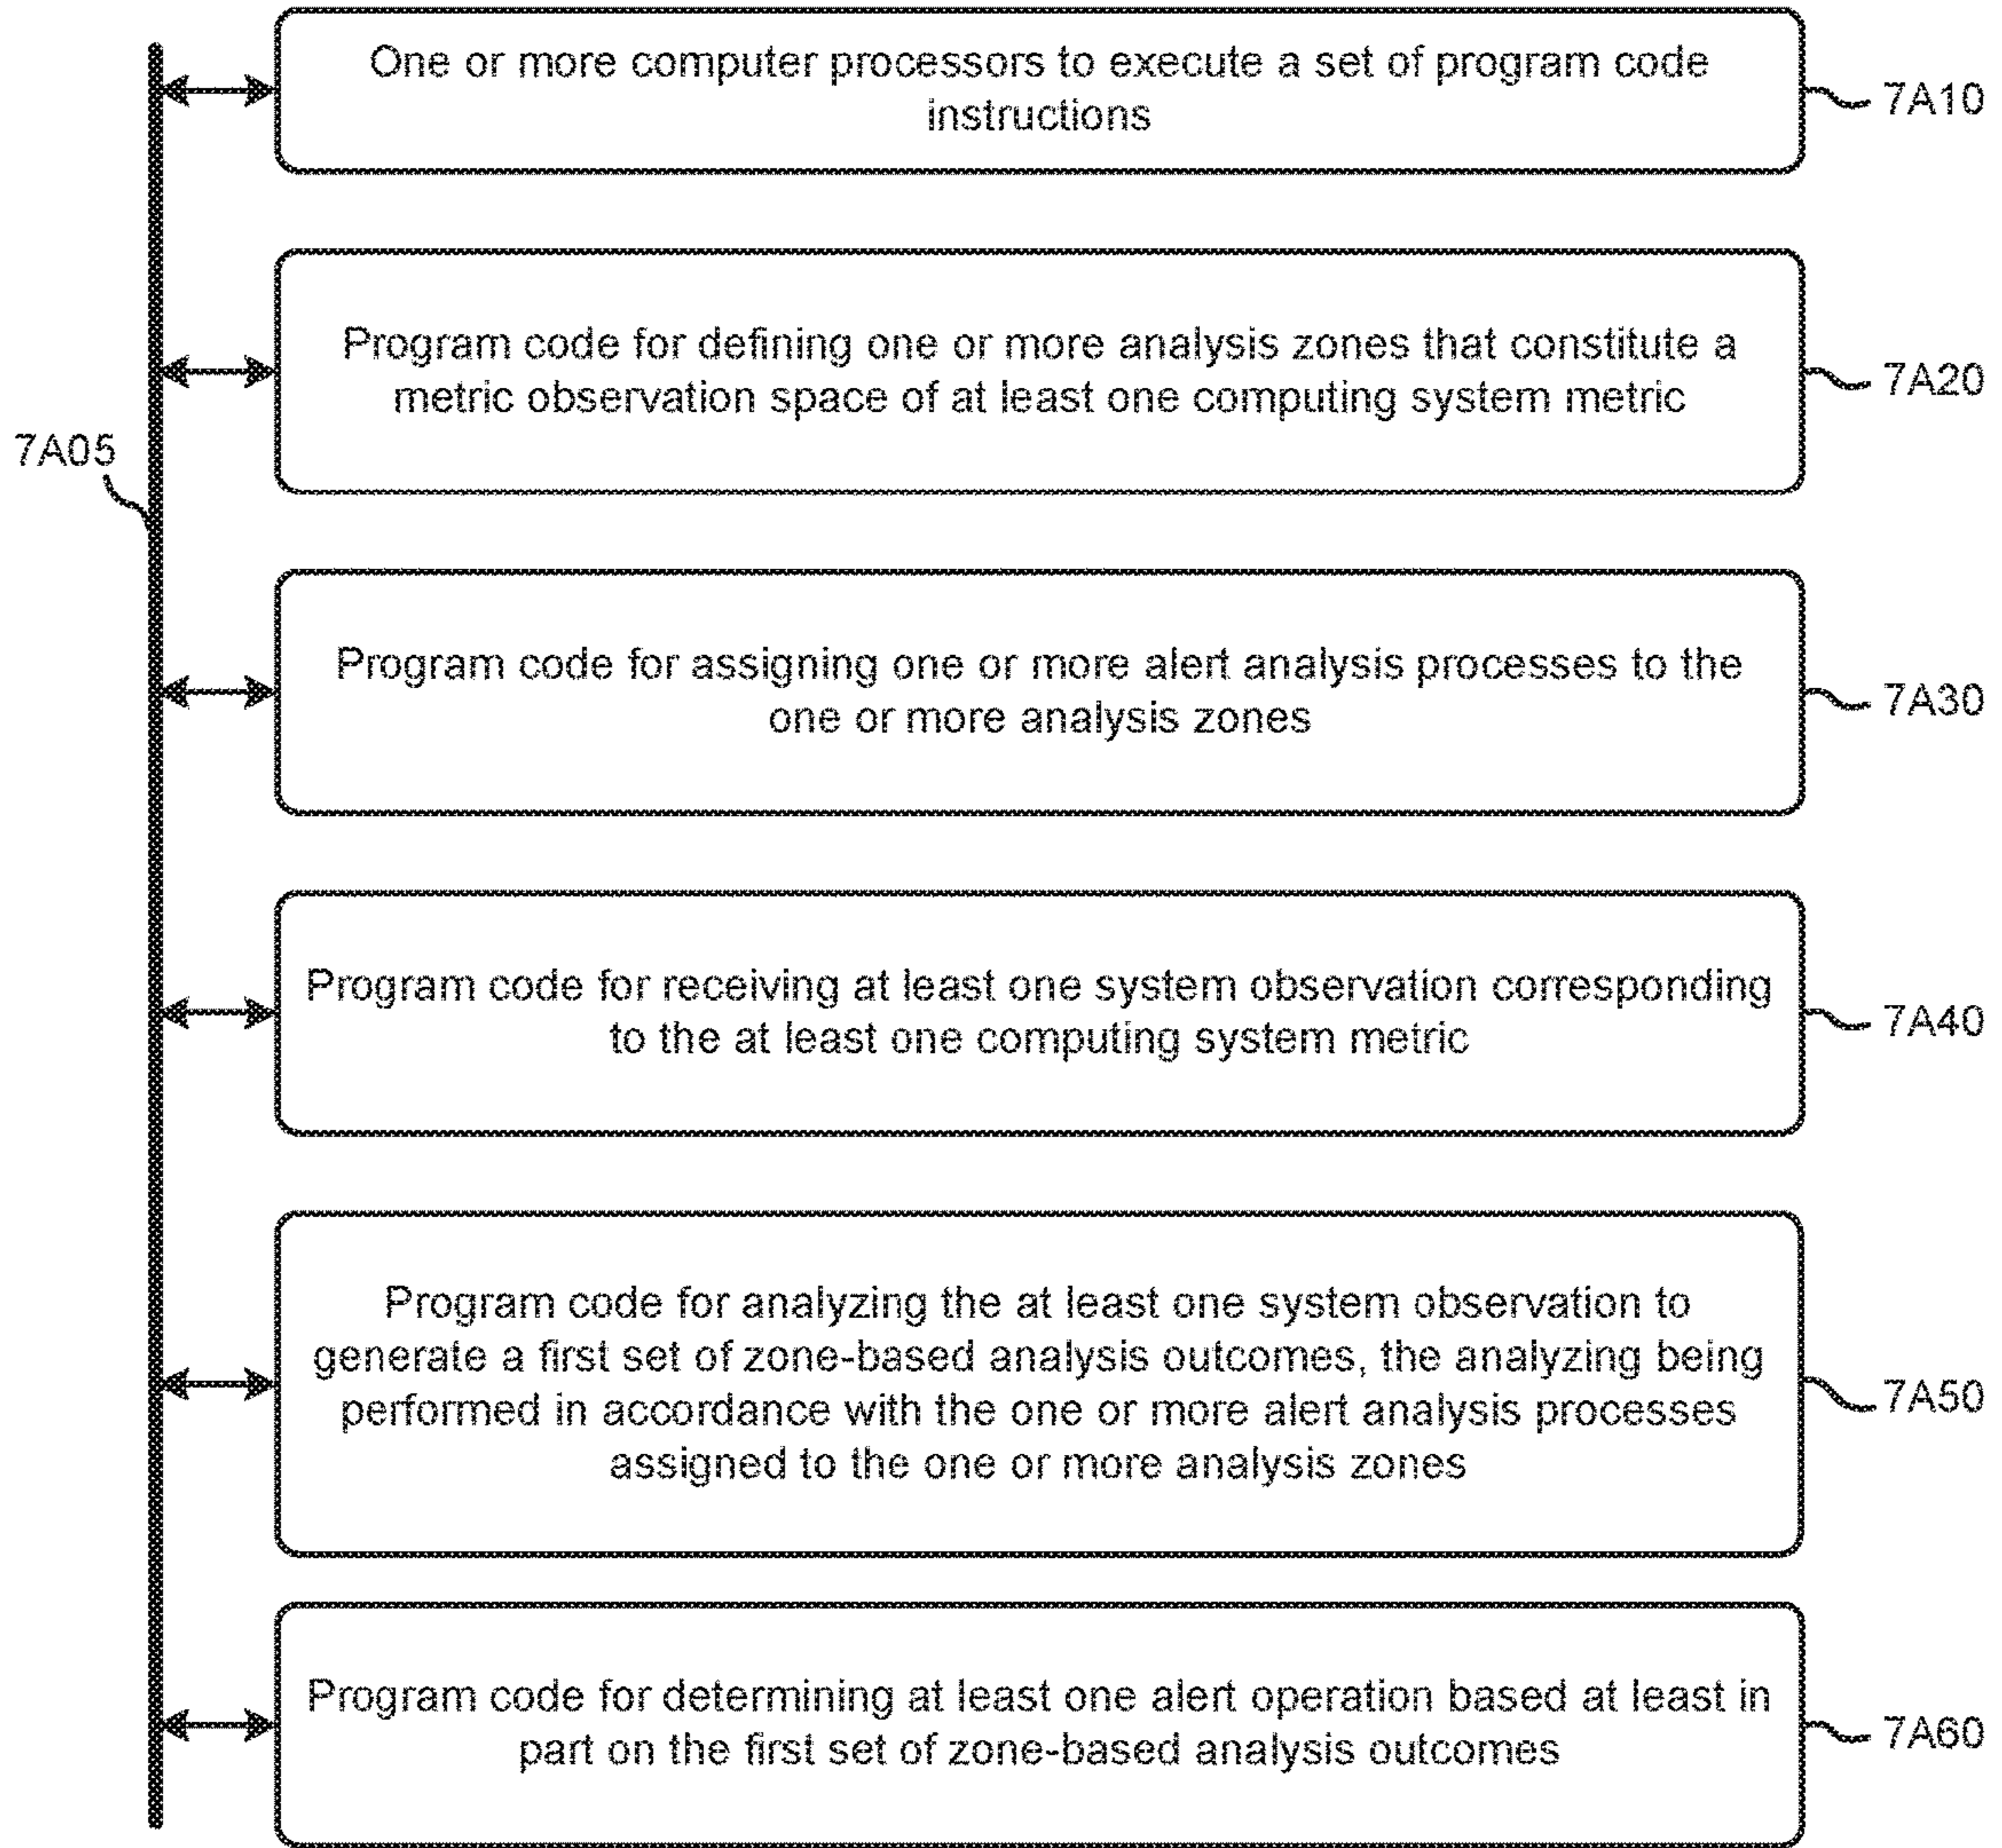 One or more computer processors to execute a set of program code
instructions
7A10
Program code for defining one or more analysis zones that constitute a
metric observation space of at least one computing system metric
7A20
7A05
Program code for assigning one or more alert analysis processes to the
one or more analysis zones
7A30
Program code for receiving at least one system observation corresponding
to the at least one computing system metric
7A40
Program code for analyzing the at least one system observation to
generate a first set of zone-based analysis outcomes, the analyzing being
performed in accordance with the one or more alert analysis processes
assigned to the one or more analysis zones
7A50
Program code for determining at least one alert operation based at least in
part on the first set of zone-based analysis outcomes
7A60